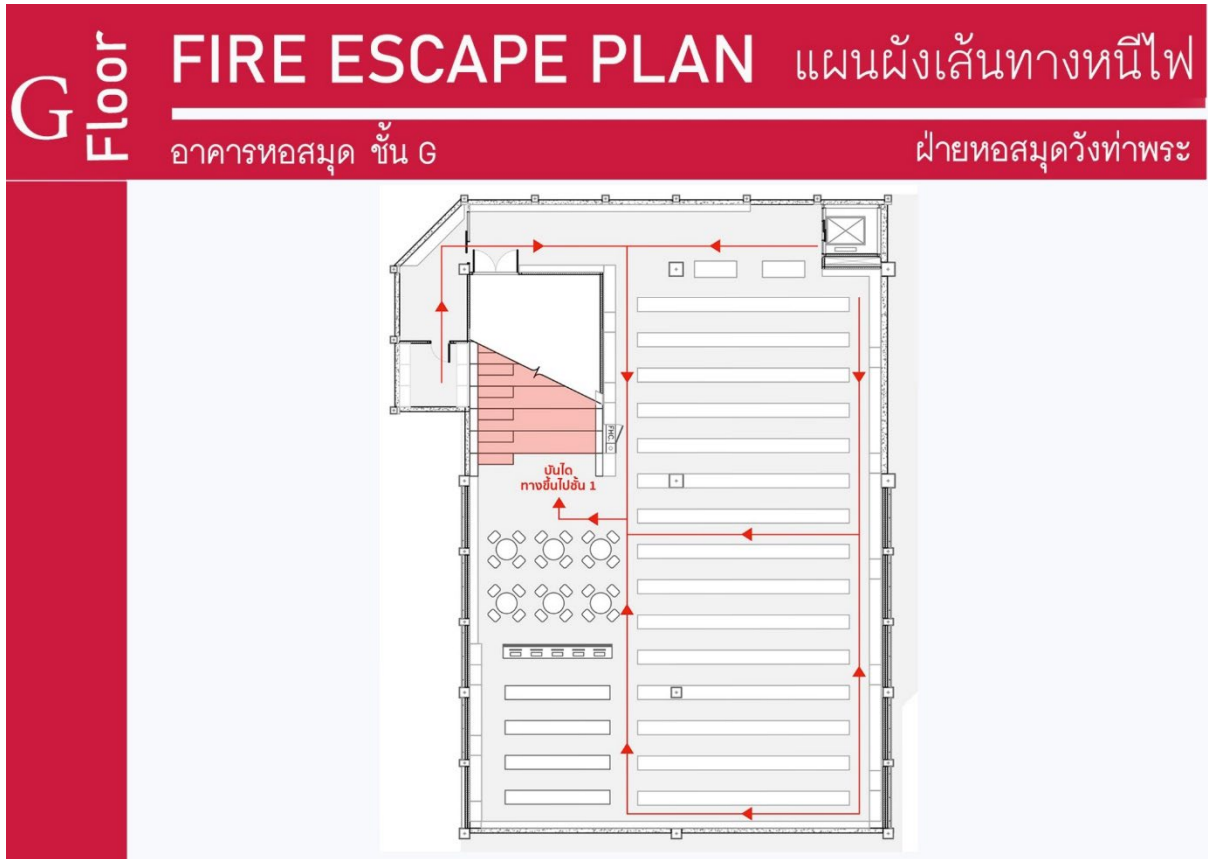 G Floor
FIRE ESCAPE PLAN แผนผังเส้นทางหนีไฟ
อาคารหอสมุด ชั้น G
ฝ่ายหอสมุดวังท่าพระ
FHC
บันได
ทางขึ้นไปชั้น 1